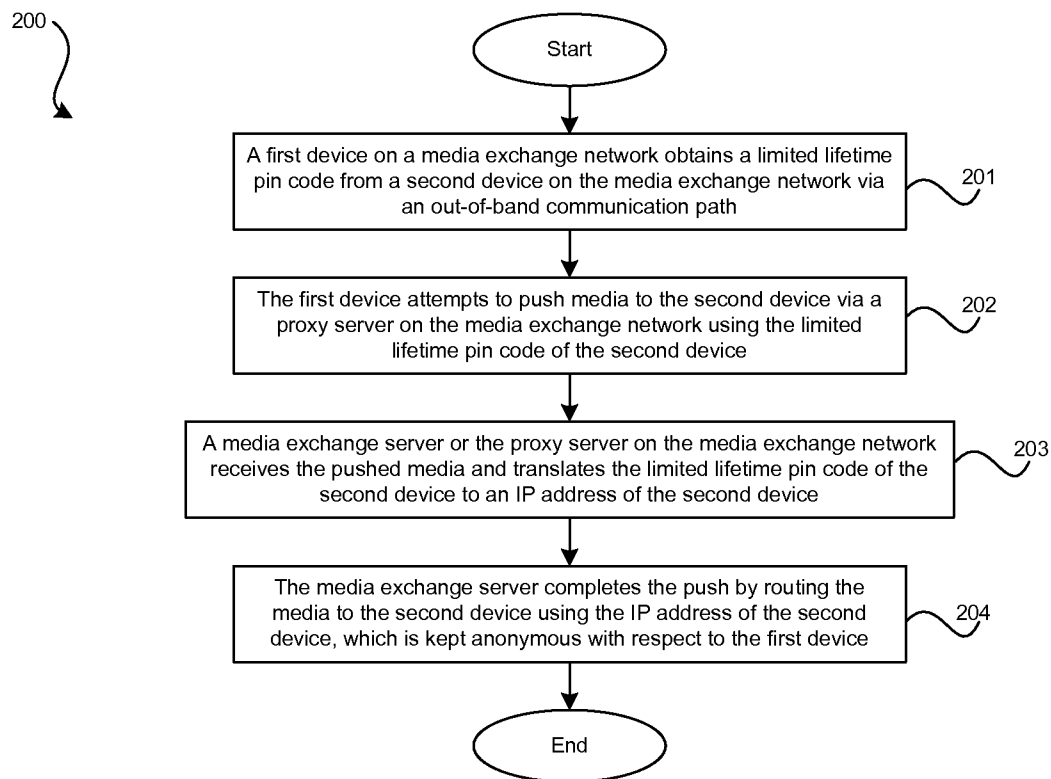 200
Start
A first device on a media exchange network obtains a limited lifetime
pin code from a second device on the media exchange network via
an out-of-band communication path
201
The first device attempts to push media to the second device via a
proxy server on the media exchange network using the limited
lifetime pin code of the second device
202
A media exchange server or the proxy server on the media exchange network
receives the pushed media and translates the limited lifetime pin code of the
second device to an IP address of the second device
203
The media exchange server completes the push by routing the
media to the second device using the IP address of the second
device, which is kept anonymous with respect to the first device
204
End